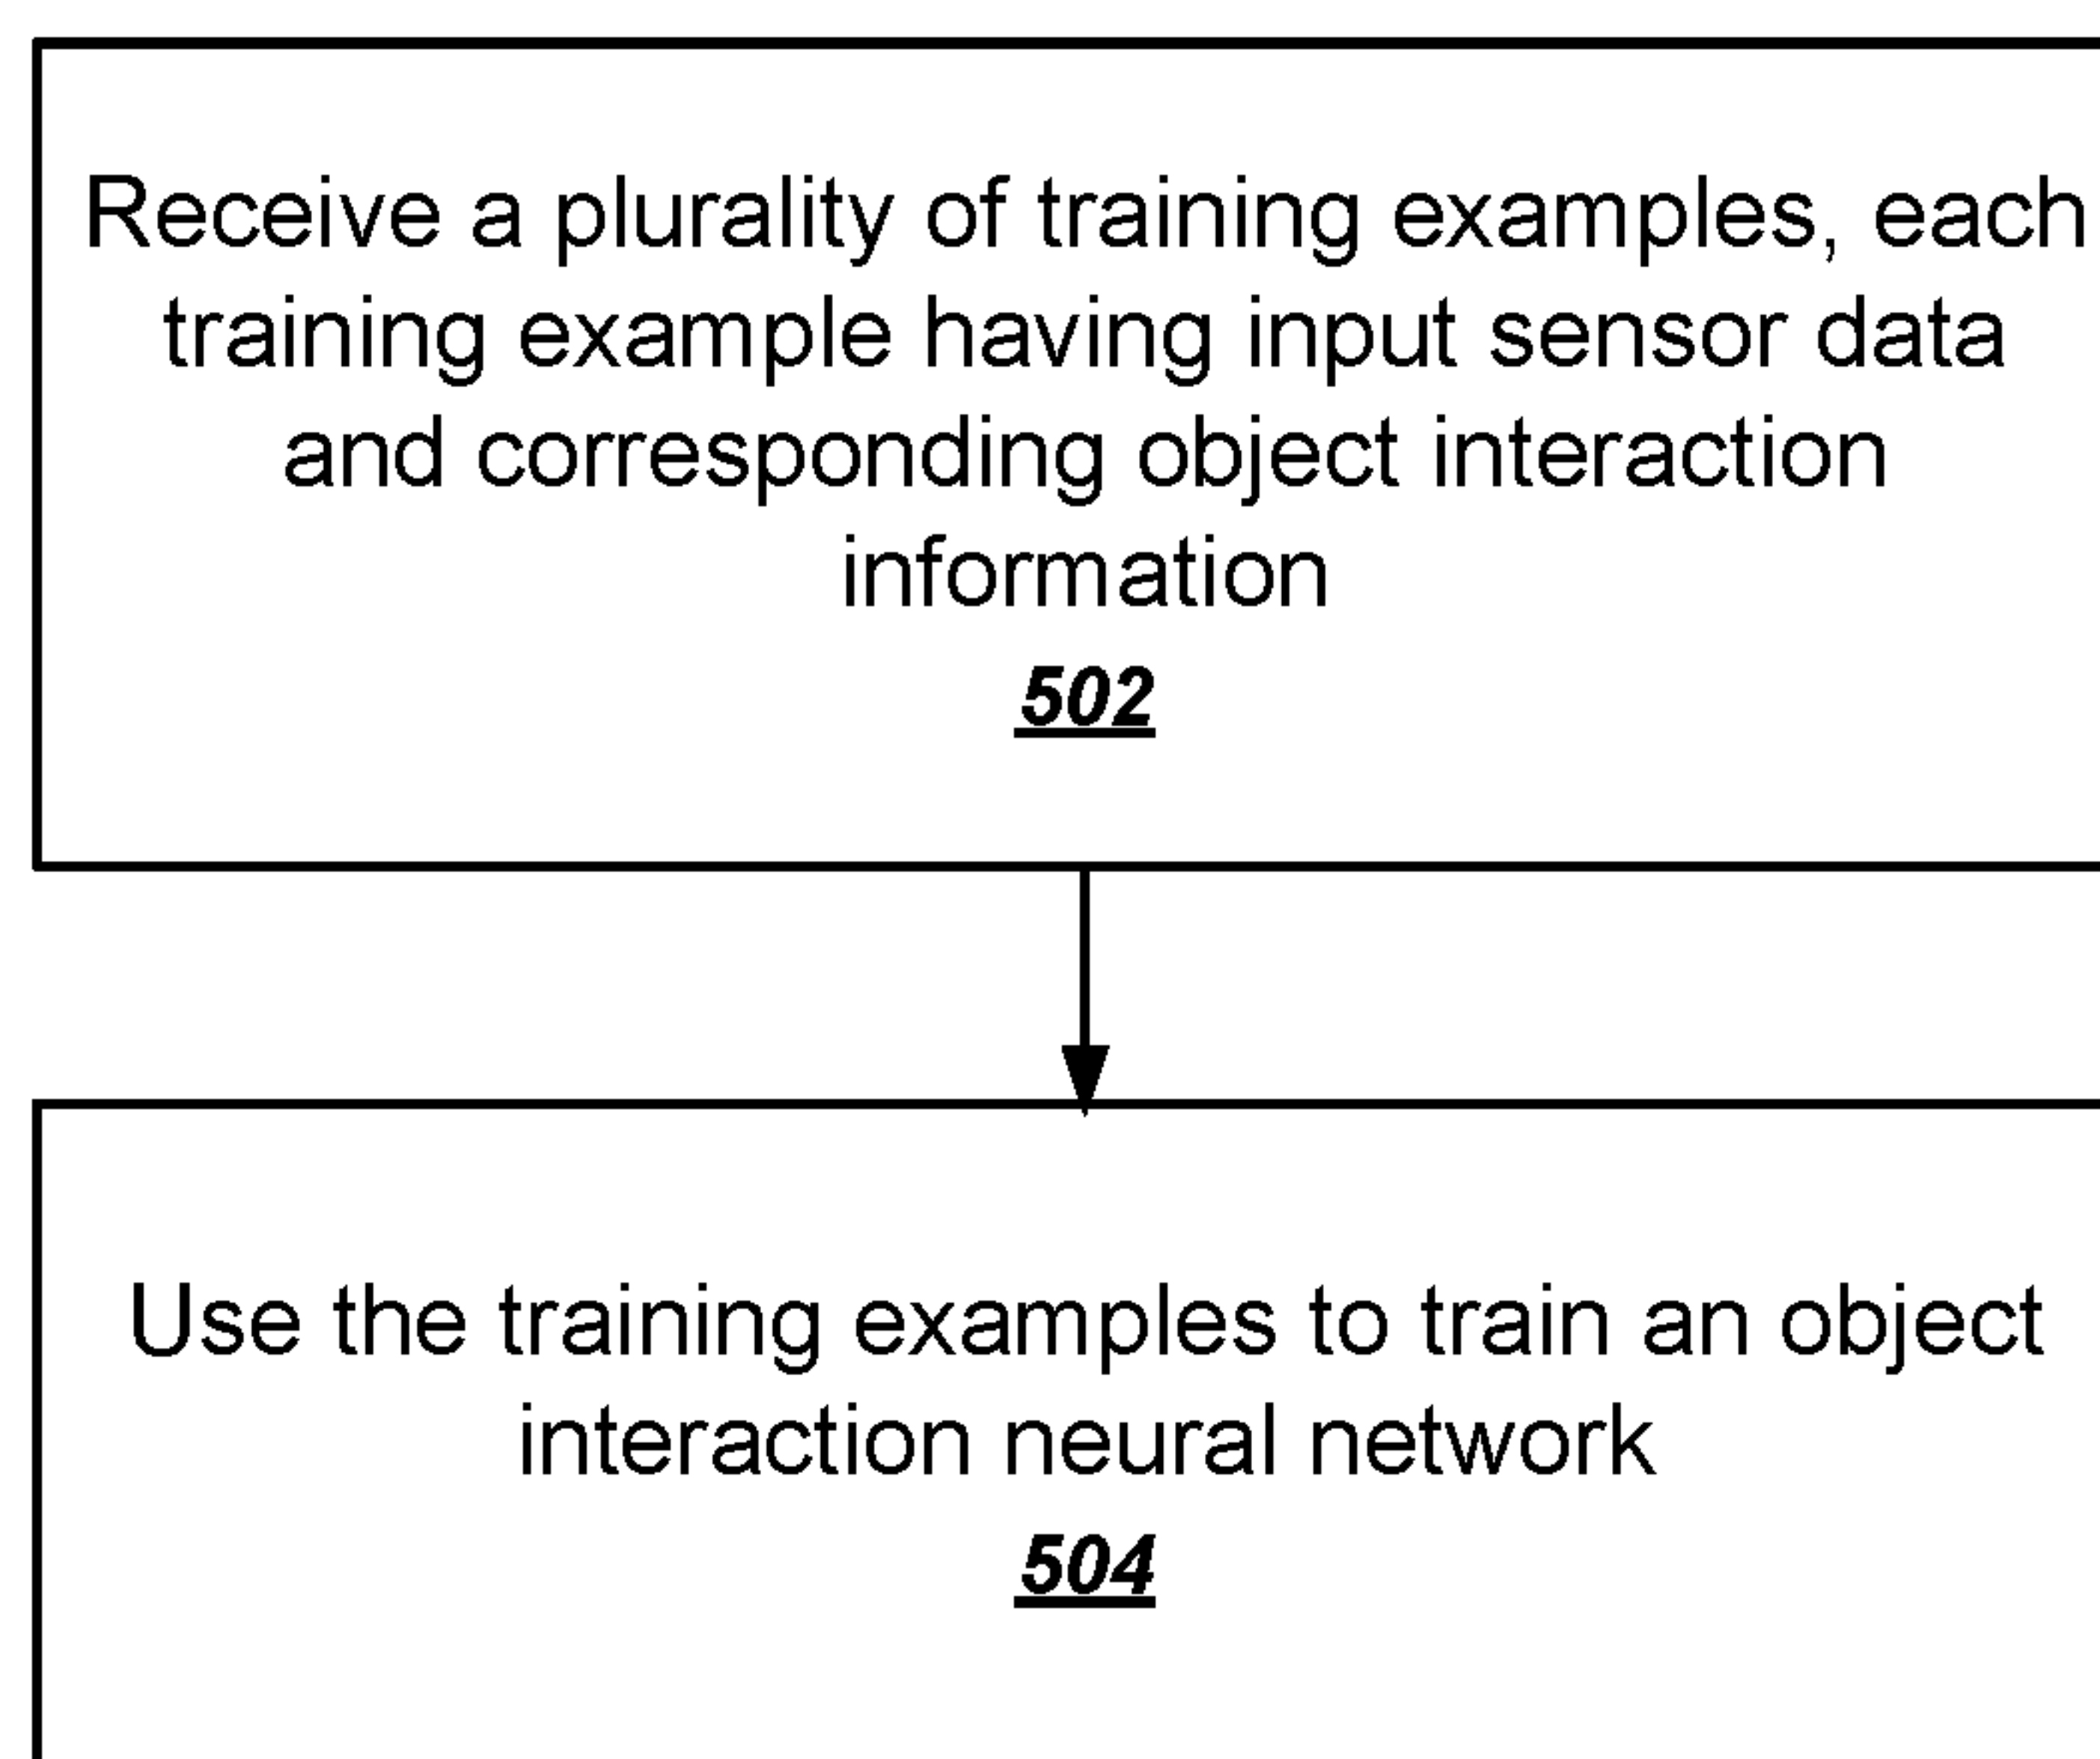 Receive a plurality of training examples, each
training example having input sensor data
and corresponding object interaction
information
502
Use the training examples to train an object
interaction neural network
504